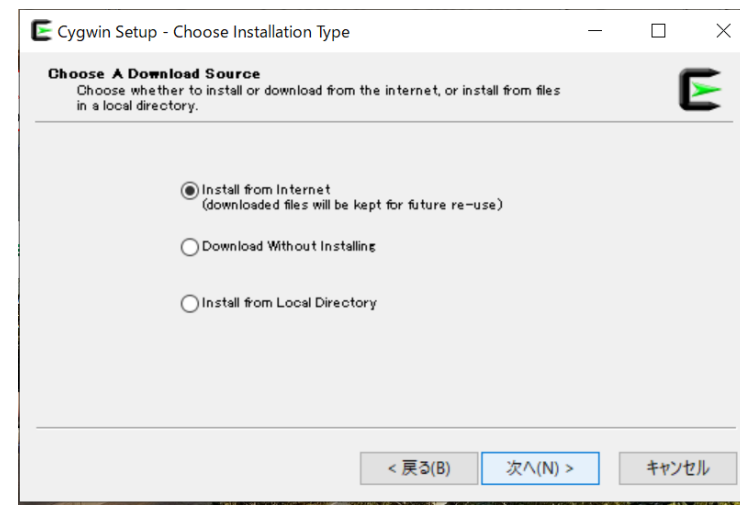 Cygwin Setup - Choose Installation Type
Choose A Download Source
Choose whether to install or download from the internet, or install from files
in a local directory.
Install from Internet
(downloaded files will be kept for future re-use)
Download Without Installing
Install from Local Directory
< 戻る(B)
次へ(N) >
キャンセル